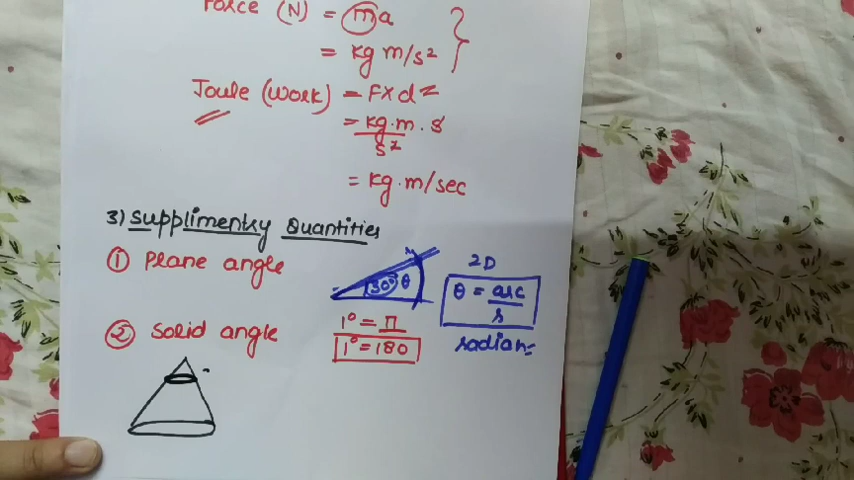 Force (N) = ma
= kg m/s²
Joule (work) = F×d
= kg.m.s
s²
= kg.m/sec
3) Supplimentry Quantities
① Plane angle
30° θ
2D
θ = arc
r
② Solid angle
1° = π
1° = 180
radian